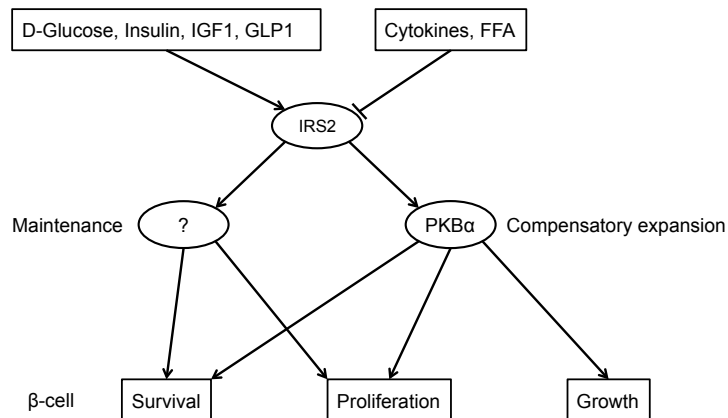 D-Glucose, Insulin, IGF1, GLP1
Cytokines, FFA
IRS2
Maintenance
?
PKBα
Compensatory expansion
β-cell
Survival
Proliferation
Growth